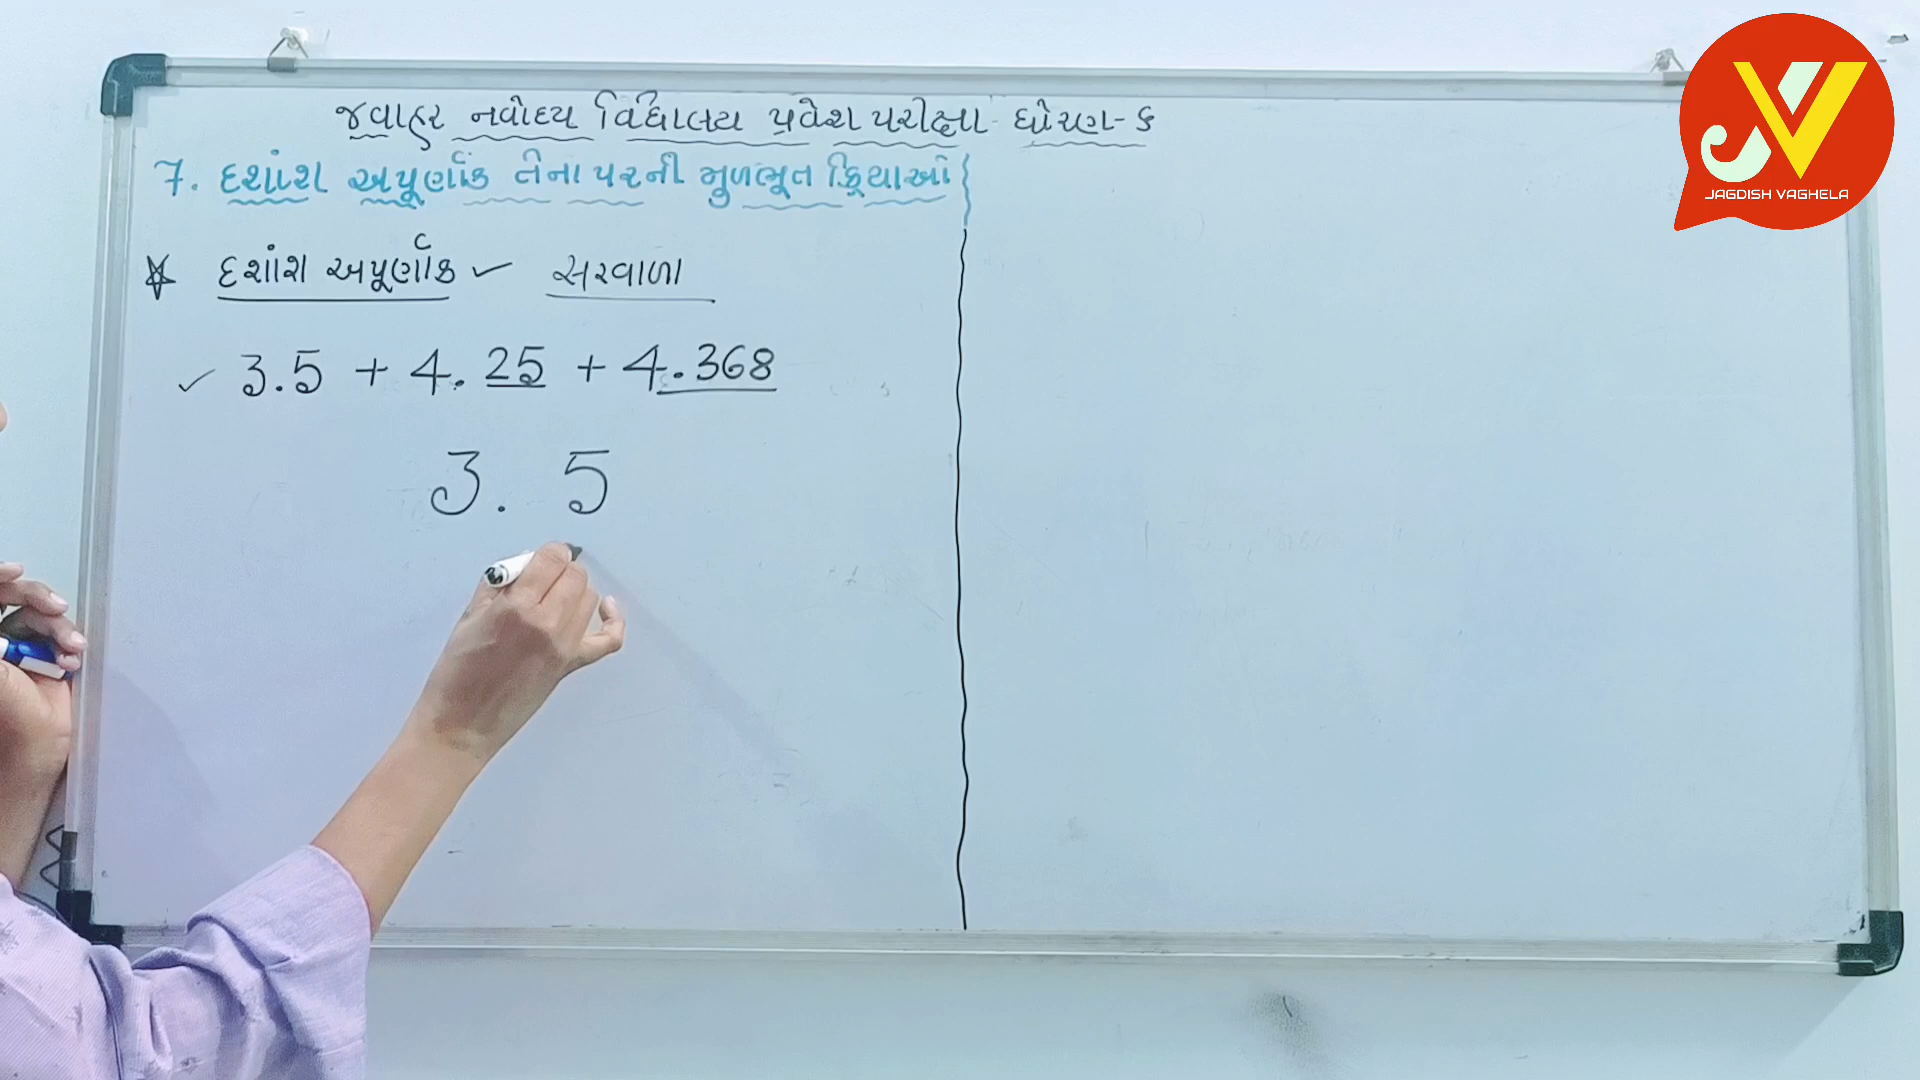 જવાહર નવોદય વિદ્યાલય પ્રવેશ પરીક્ષા - ધોરણ - ૬
7. દશાંશ અપૂર્ણાંક તેના પરની મુળભૂત ક્રિયાઓ
દશાંશ અપૂર્ણાંક ✓ સરવાળા
✓ 3.5 + 4.25 + 4.368
3. 5
JAGDISH VAGHELA